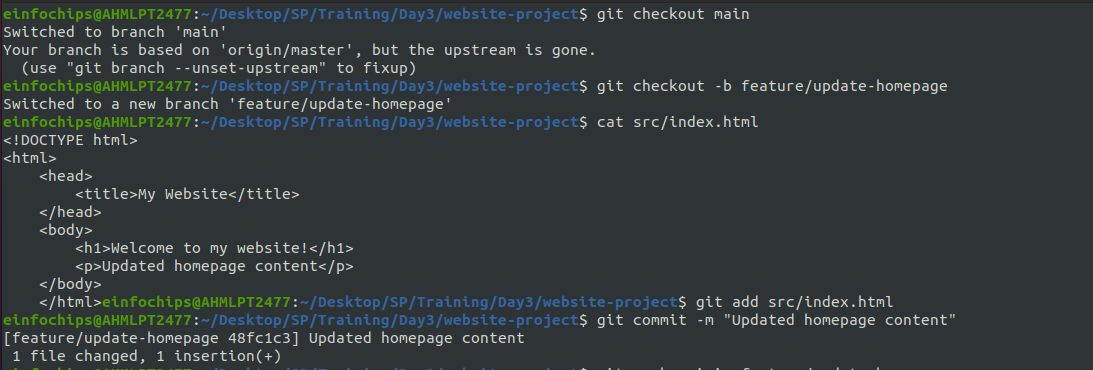 einfochips@AHMLPT2477:~/Desktop/SP/Training/Day3/website-project$ git checkout main
Switched to branch 'main'
Your branch is based on 'origin/master', but the upstream is gone.
  (use "git branch --unset-upstream" to fixup)
einfochips@AHMLPT2477:~/Desktop/SP/Training/Day3/website-project$ git checkout -b feature/update-homepage
Switched to a new branch 'feature/update-homepage'
einfochips@AHMLPT2477:~/Desktop/SP/Training/Day3/website-project$ cat src/index.html
<!DOCTYPE html>
<html>
    <head>
        <title>My Website</title>
    </head>
    <body>
        <h1>Welcome to my website!</h1>
        <p>Updated homepage content</p>
    </body>
    </html>einfochips@AHMLPT2477:~/Desktop/SP/Training/Day3/website-project$ git add src/index.html
einfochips@AHMLPT2477:~/Desktop/SP/Training/Day3/website-project$ git commit -m "Updated homepage content"
[feature/update-homepage 48fc1c3] Updated homepage content
 1 file changed, 1 insertion(+)